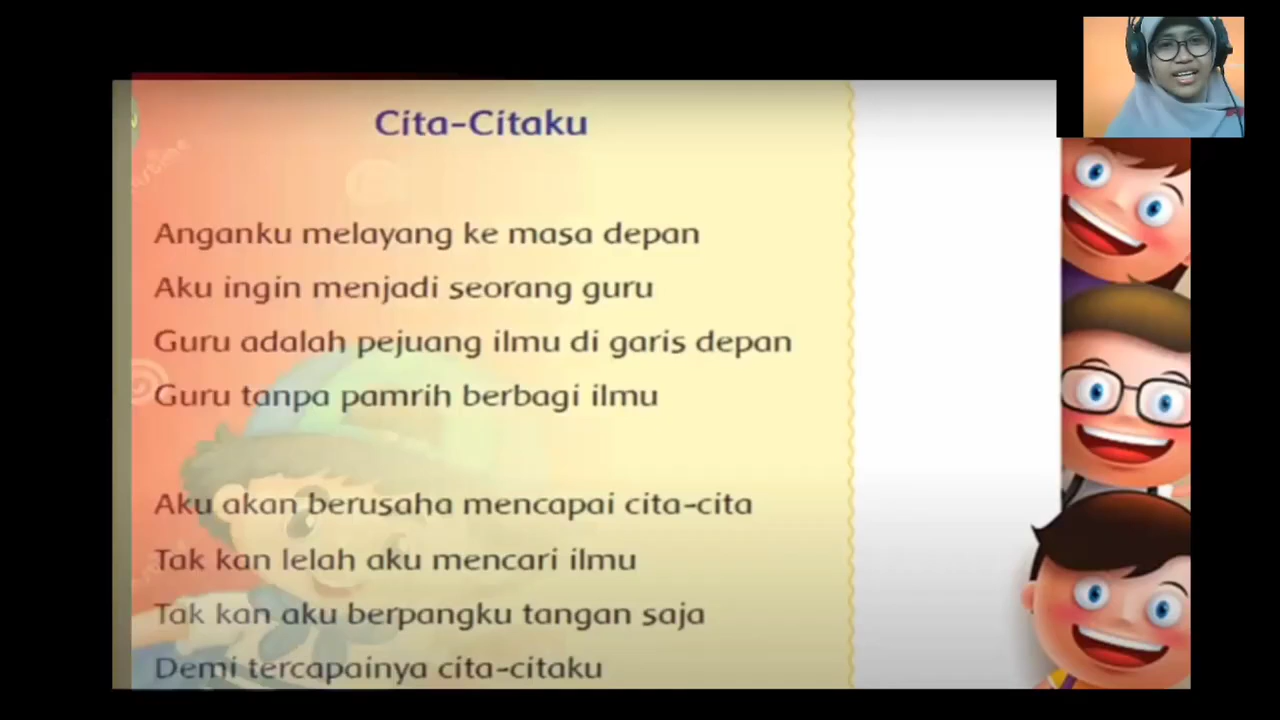 Cita-Citaku
Anganku melayang ke masa depan
Aku ingin menjadi seorang guru
Guru adalah pejuang ilmu di garis depan
Guru tanpa pamrih berbagi ilmu
Aku akan berusaha mencapai cita-cita
Tak kan lelah aku mencari ilmu
Tak kan aku berpangku tangan saja
Demi tercapainya cita-citaku